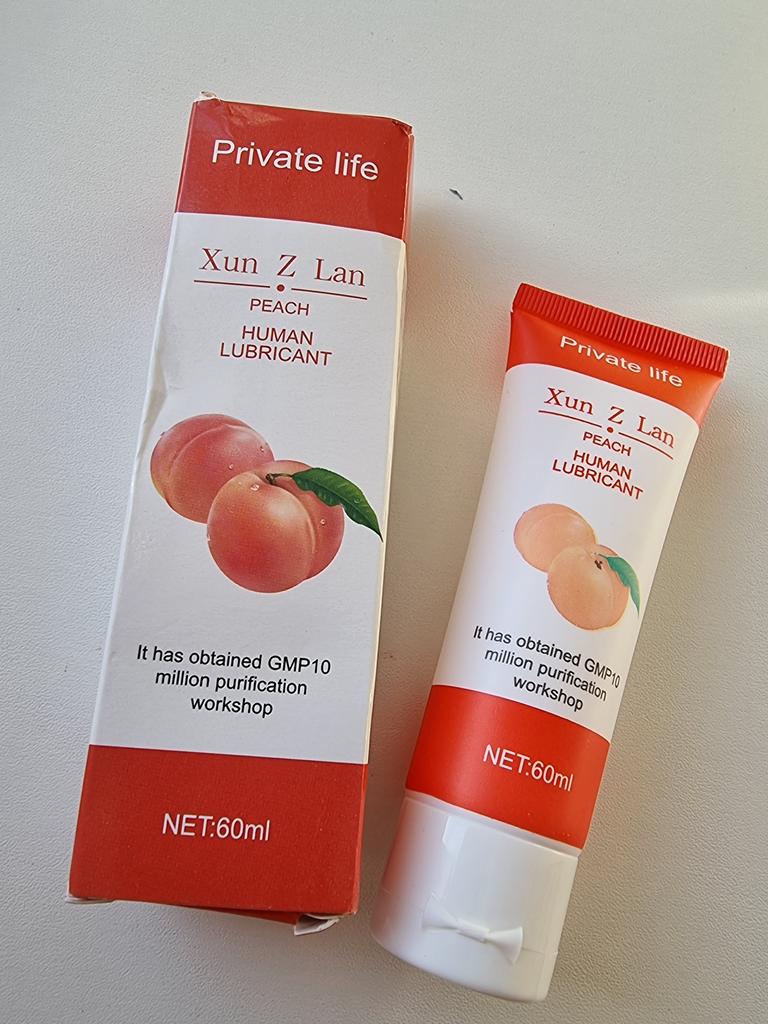 Private life
Xun Z Lan
PEACH
HUMAN
LUBRICANT
It has obtained GMP10
million purification
workshop
NET:60ml
Private life
Xun Z Lan
PEACH
HUMAN
LUBRICANT
It has obtained GMP10
million purification
workshop
NET:60ml